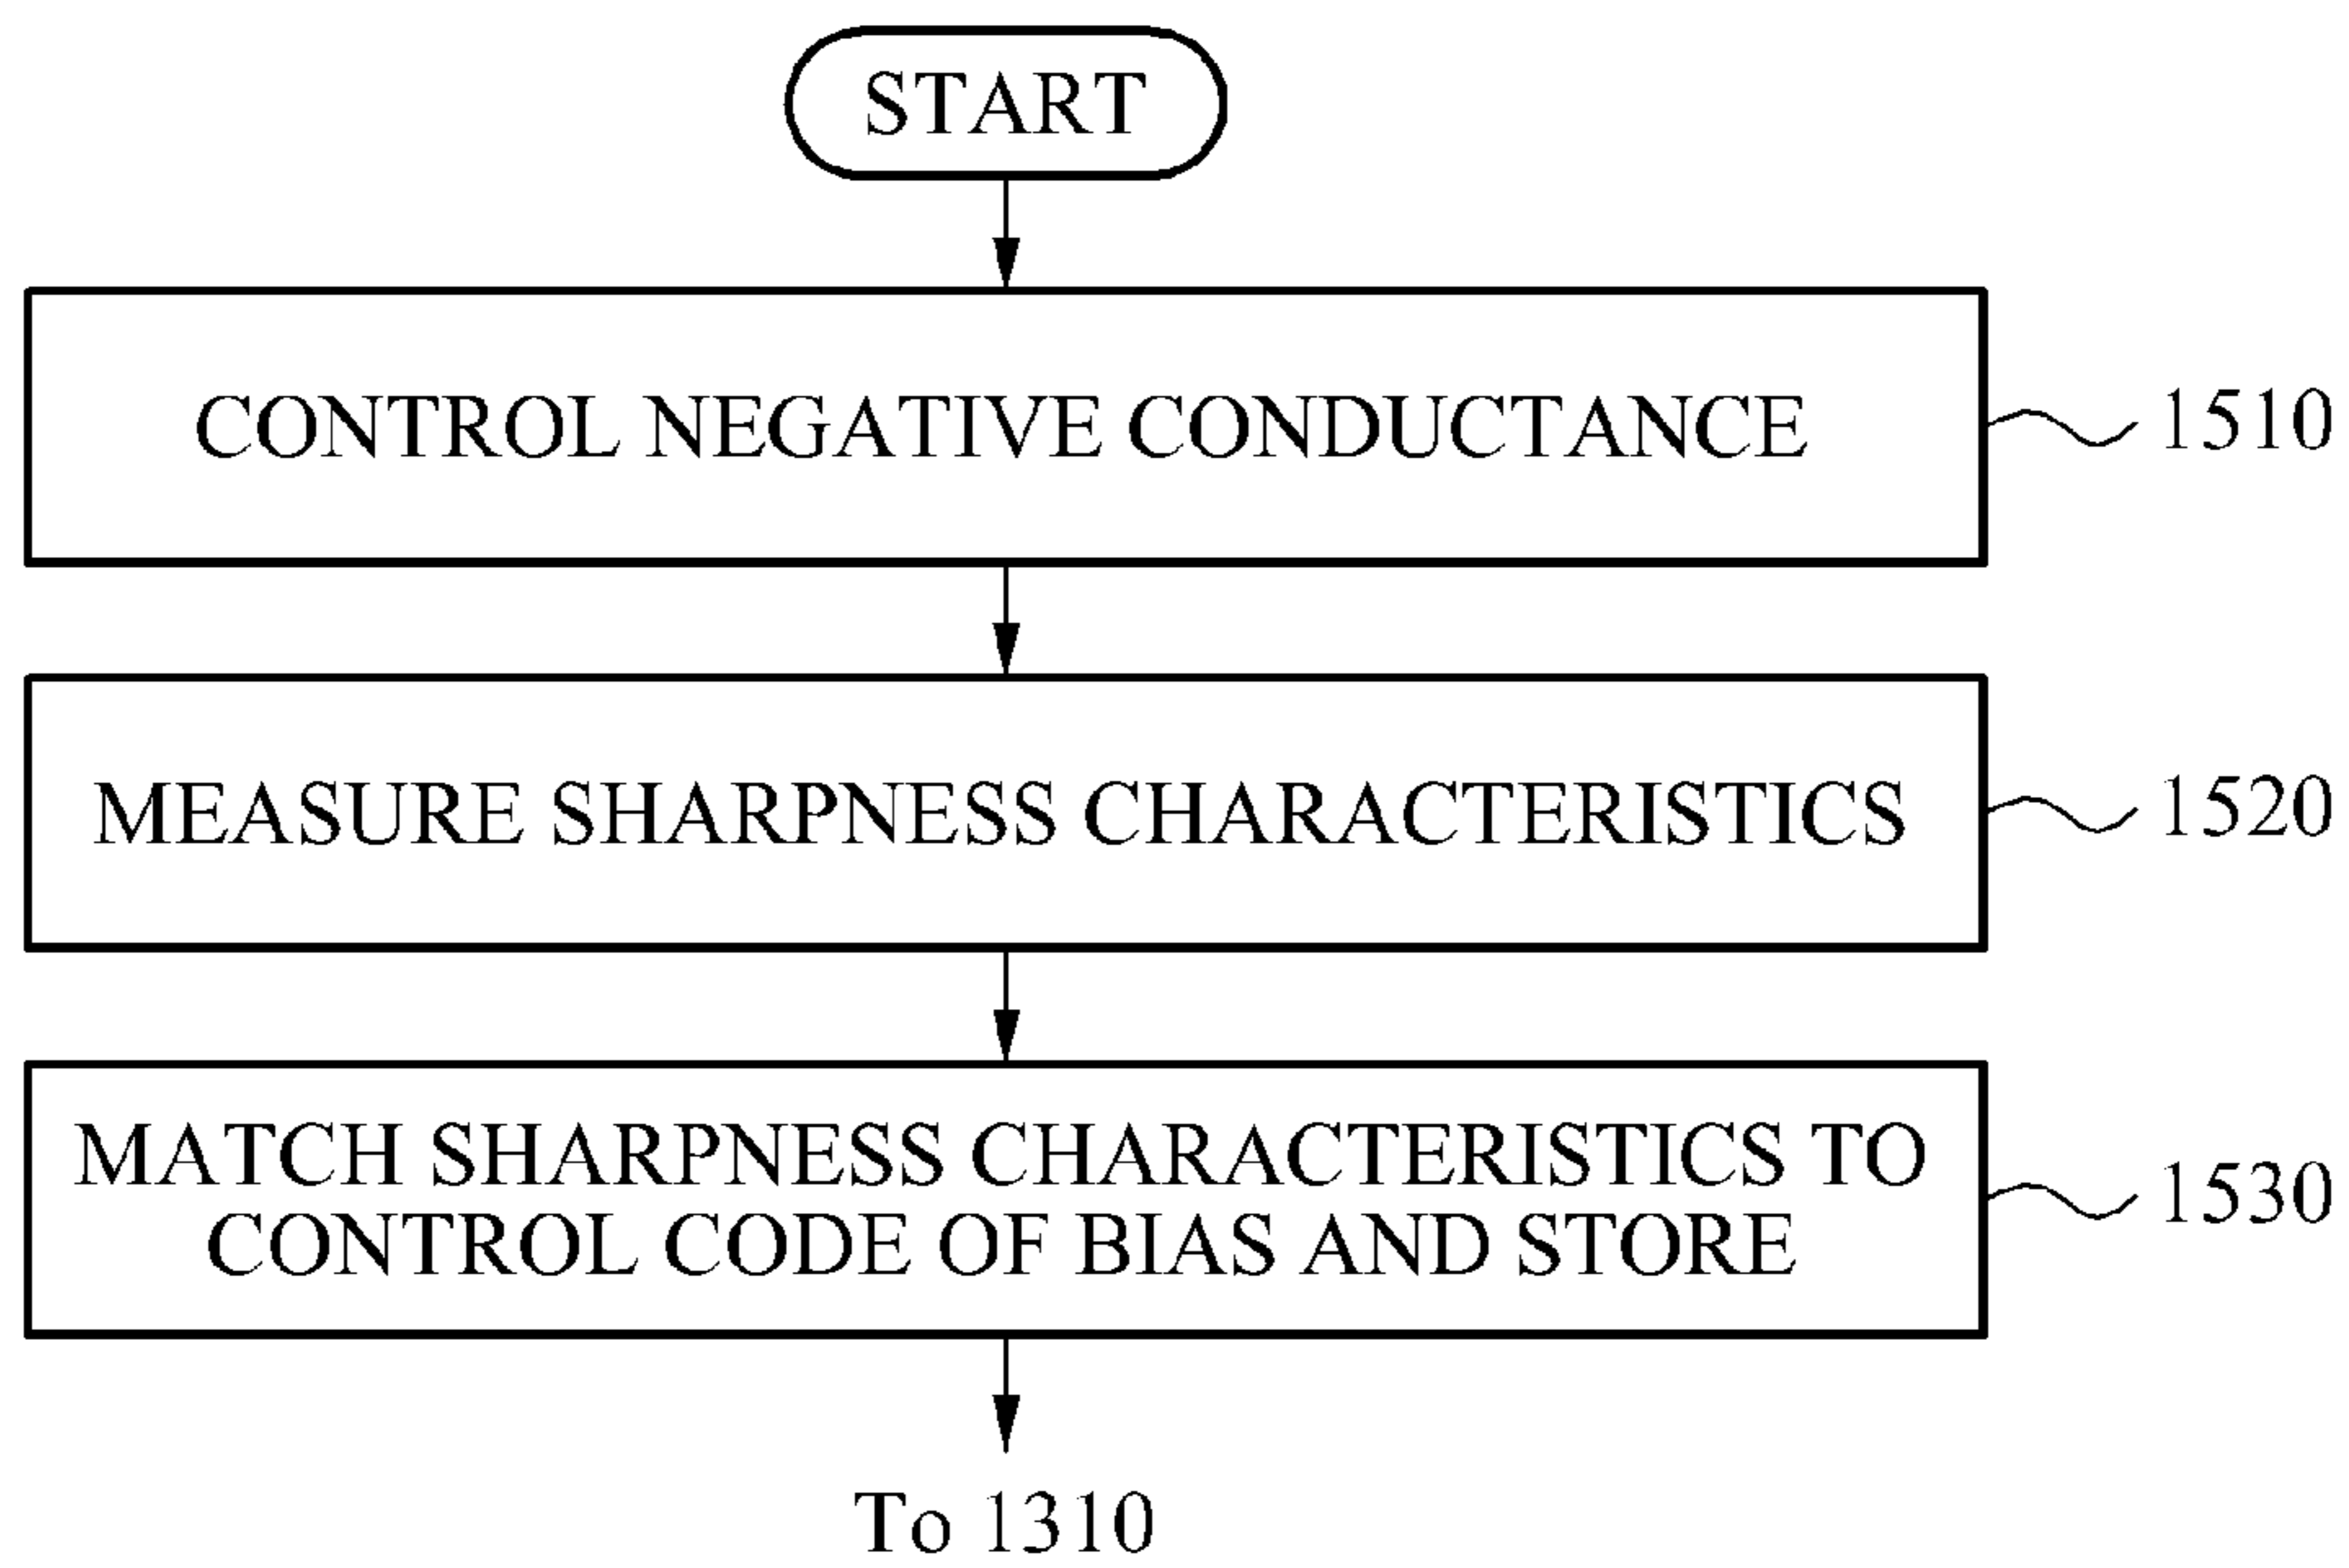 START
CONTROL NEGATIVE CONDUCTANCE
1510
MEASURE SHARPNESS CHARACTERISTICS
1520
MATCH SHARPNESS CHARACTERISTICS TO
CONTROL CODE OF BIAS AND STORE
1530
To 1310